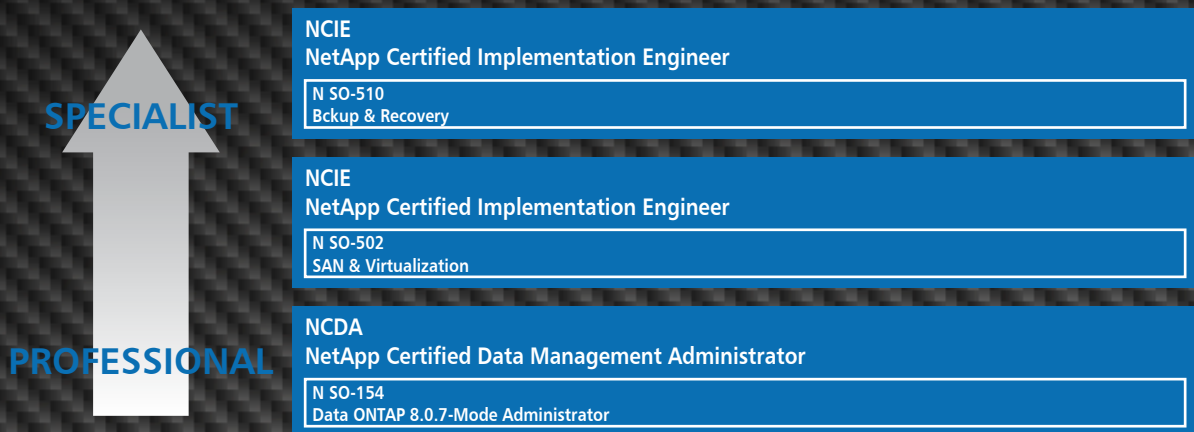 NCIE
NetApp Certified Implementation Engineer
N SO-510
Bckup & Recovery
SPECIALIST
NCIE
NetApp Certified Implementation Engineer
N SO-502
SAN & Virtualization
NCDA
NetApp Certified Data Management Administrator
PROFESSIONAL
N SO-154
Data ONTAP 8.0.7-Mode Administrator